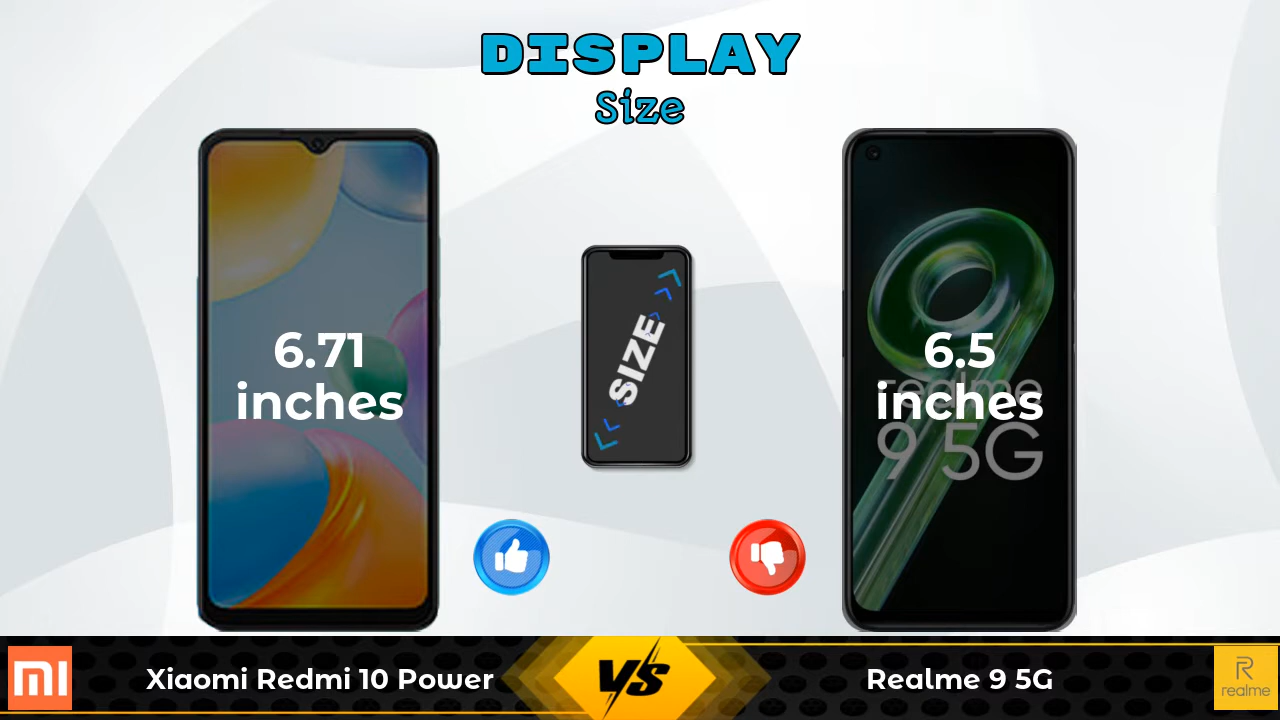 DISPLAY
Size
6.71
inches
SIZE
6.5
inches
realme
9 5G
MI
Xiaomi Redmi 10 Power
VS
Realme 9 5G
R
realme